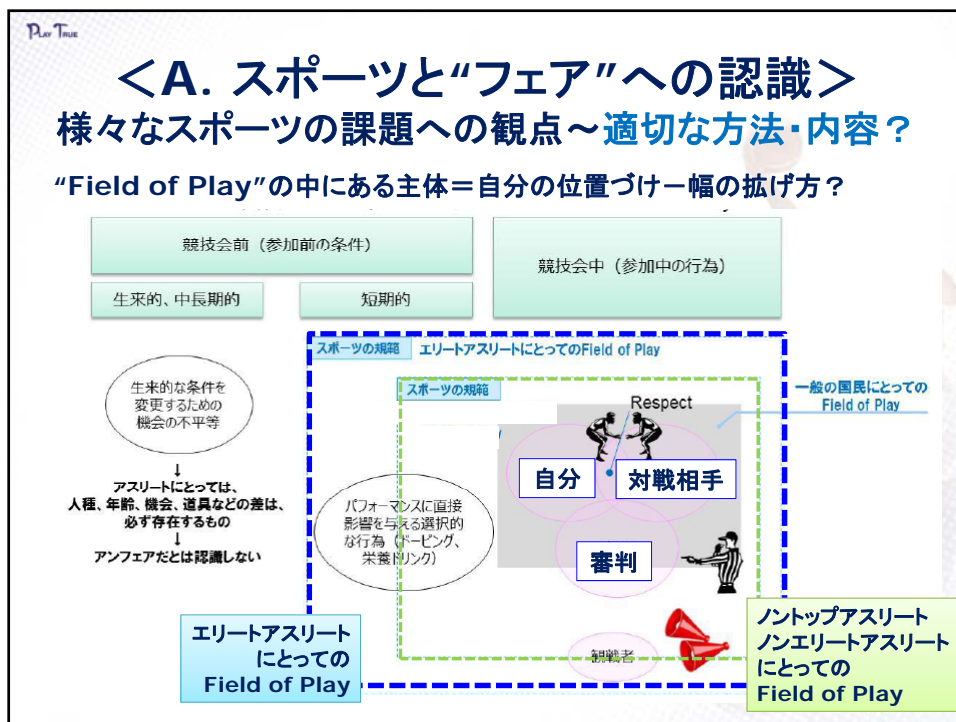 PLAY TRUE
＜A. スポーツと“フェア”への認識＞
様々なスポーツの課題への観点～適切な方法・内容？
“Field of Play”の中にある主体＝自分の位置づけー幅の拡げ方？
競技会前（参加前の条件）
競技会中（参加中の行為）
生来的、中長期的
短期的
スポーツの規範
エリートアスリートにとってのField of Play
生来的な条件を
変更するための
機会の不平等
スポーツの規範
一般の国民にとっての
Field of Play
Respect
自分
対戦相手
↓
アスリートにとっては、
人種、年齢、機会、道具などの差は、
必ず存在するもの
↓
アンフェアだとは認識しない
パフォーマンスに直接
影響を与える選択的
な行為（ドーピング、
栄養ドリンク）
審判
エリートアスリート
にとっての
Field of Play
観戦者
ノントップアスリート
ノンエリートアスリート
にとっての
Field of Play